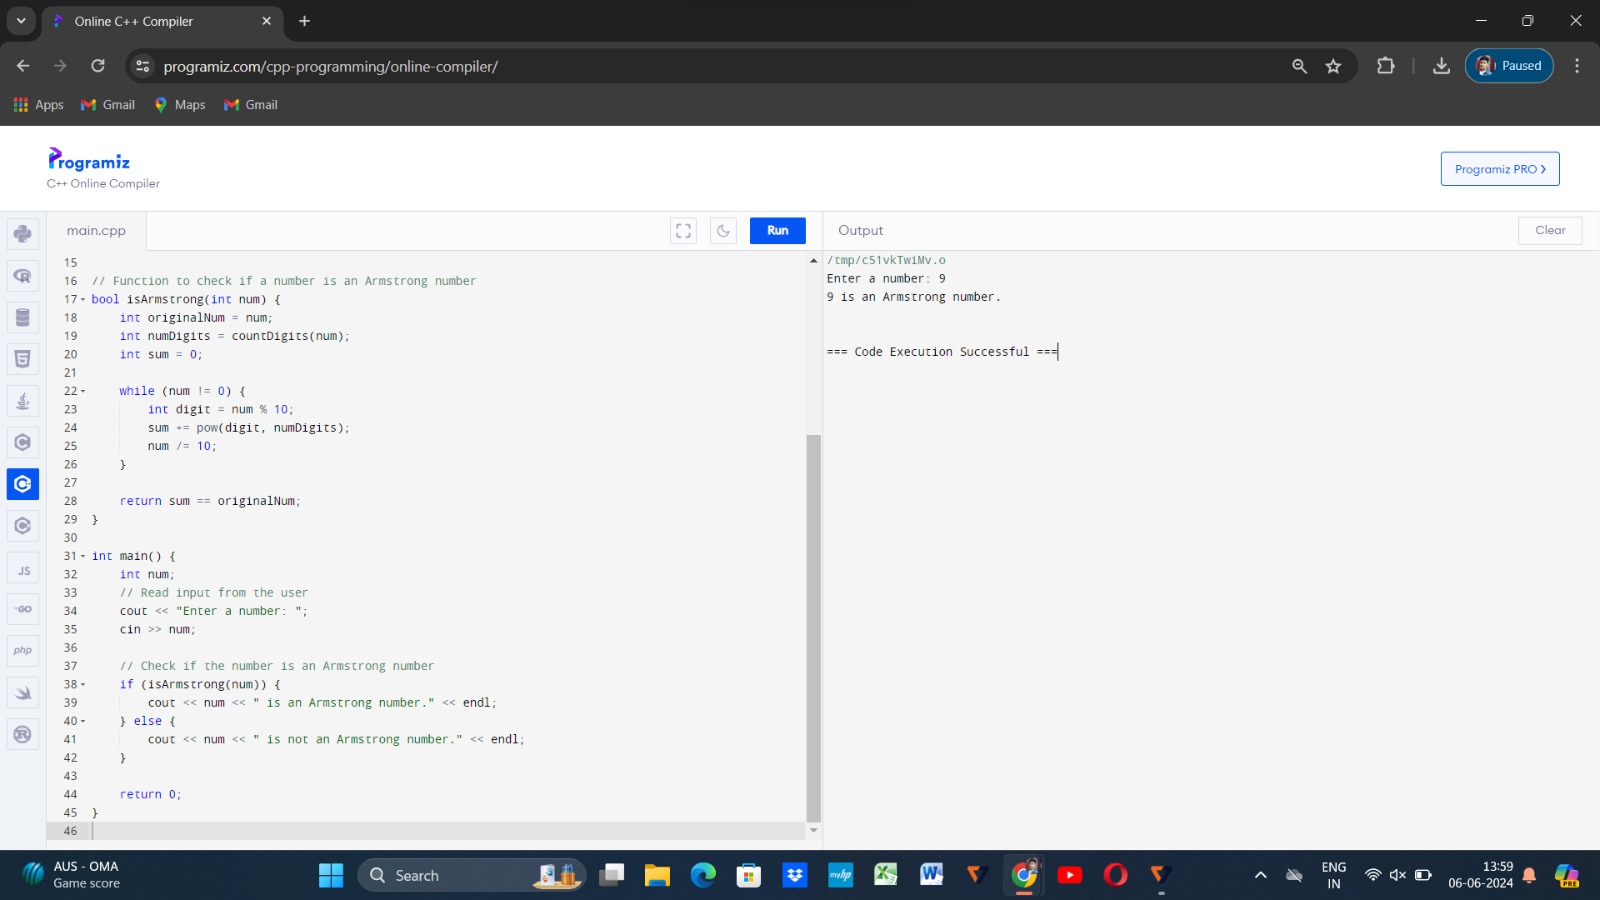 Online C++ Compiler
programiz.com/cpp-programming/online-compiler/
Paused
Apps
Gmail
Maps
Gmail
Programiz
C++ Online Compiler
Programiz PRO ❯
main.cpp
Run
Output
Clear
15
16 // Function to check if a number is an Armstrong number
17 bool isArmstrong(int num) {
18     int originalNum = num;
19     int numDigits = countDigits(num);
20     int sum = 0;
21
22     while (num != 0) {
23         int digit = num % 10;
24         sum += pow(digit, numDigits);
25         num /= 10;
26     }
27
28     return sum == originalNum;
29 }
30
31 int main() {
32     int num;
33     // Read input from the user
34     cout << "Enter a number: ";
35     cin >> num;
36
37     // Check if the number is an Armstrong number
38     if (isArmstrong(num)) {
39         cout << num << " is an Armstrong number." << endl;
40     } else {
41         cout << num << " is not an Armstrong number." << endl;
42     }
43
44     return 0;
45 }
46
/tmp/c51vkTwiMv.o
Enter a number: 9
9 is an Armstrong number.
=== Code Execution Successful ===
JS
GO
php
AUS - OMA
Game score
Search
myhp
ENG
IN
13:59
06-06-2024
PRE